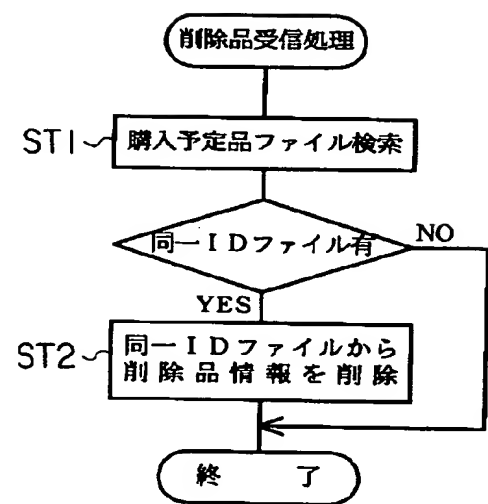 削除品受信処理
ST1
購入予定品ファイル検索
同一IDファイル有
NO
YES
ST2
同一IDファイルから
削除品情報を削除
終了